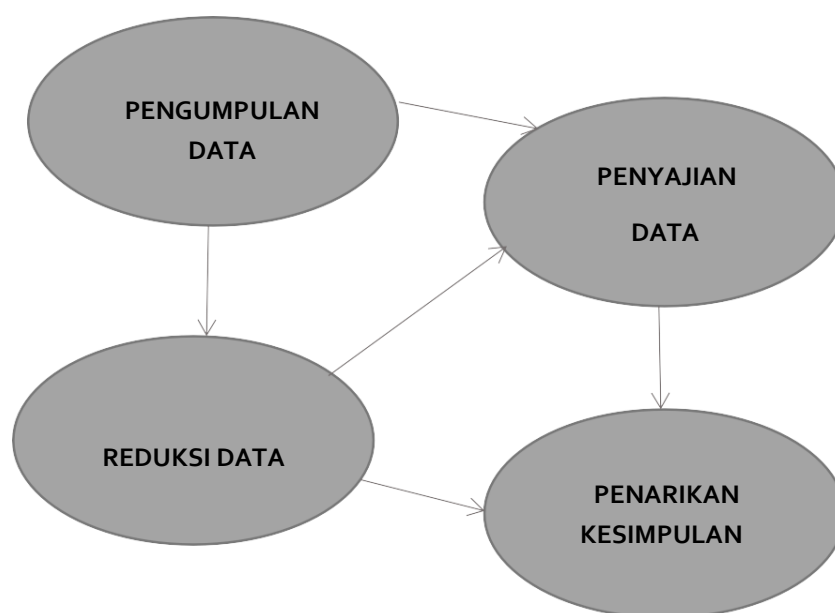 PENGUMPULAN
DATA
PENYAJIAN
DATA
REDUKSI DATA
PENARIKAN
KESIMPULAN